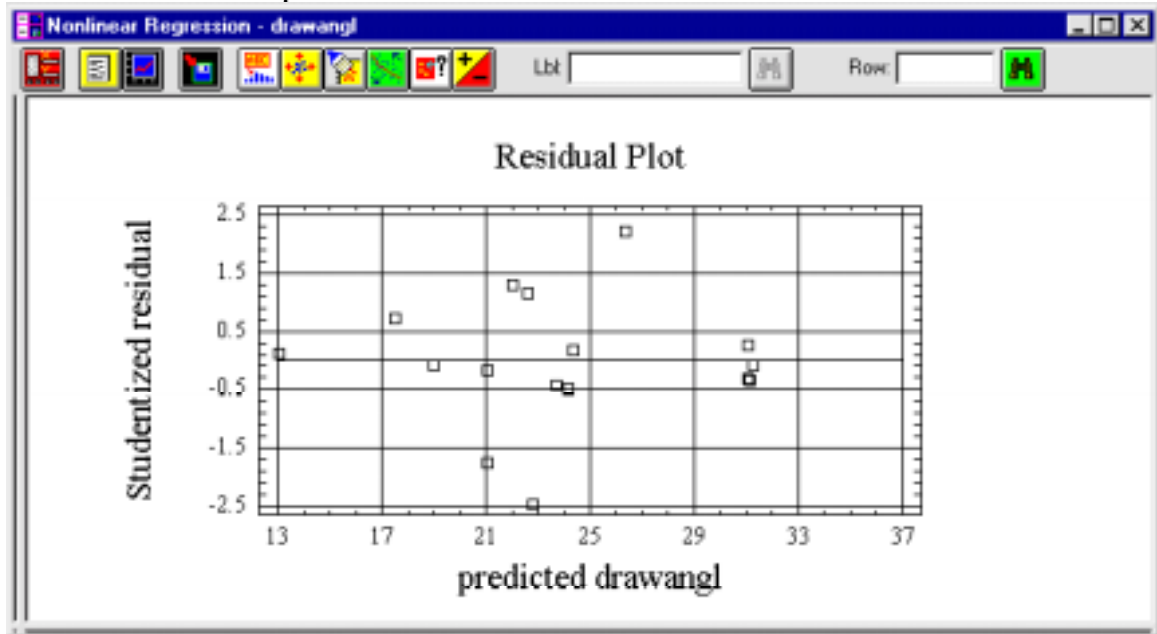 Nonlinear Regression - drawangl
Lbl: Row:
Residual Plot
Studentized residual
2.5
1.5
0.5
-0.5
-1.5
-2.5
13 17 21 25 29 33 37
predicted drawangl